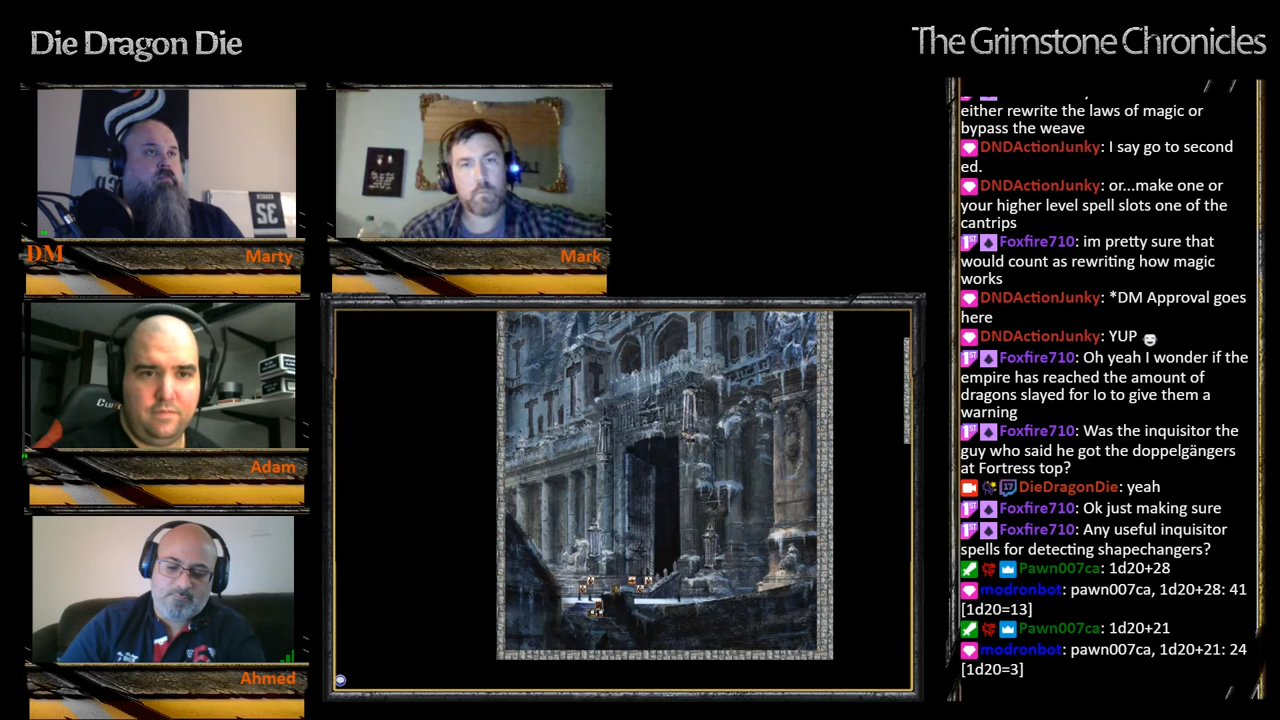 Die Dragon Die
The Grimstone Chronicles
DM
Marty
Mark
Adam
Ahmed
either rewrite the laws of magic or
bypass the weave
DNDActionJunky: I say go to second
ed.
DNDActionJunky: or...make one or
your higher level spell slots one of the
cantrips
Foxfire710: im pretty sure that
would count as rewriting how magic
works
DNDActionJunky: *DM Approval goes
here
DNDActionJunky: YUP
Foxfire710: Oh yeah I wonder if the
empire has reached the amount of
dragons slayed for Io to give them a
warning
Foxfire710: Was the inquisitor the
guy who said he got the doppelgängers
at Fortress top?
DieDragonDie: yeah
Foxfire710: Ok just making sure
Foxfire710: Any useful inquisitor
spells for detecting shapechangers?
Pawn007ca: 1d20+28
modronbot: pawn007ca, 1d20+28: 41
[1d20=13]
Pawn007ca: 1d20+21
modronbot: pawn007ca, 1d20+21: 24
[1d20=3]